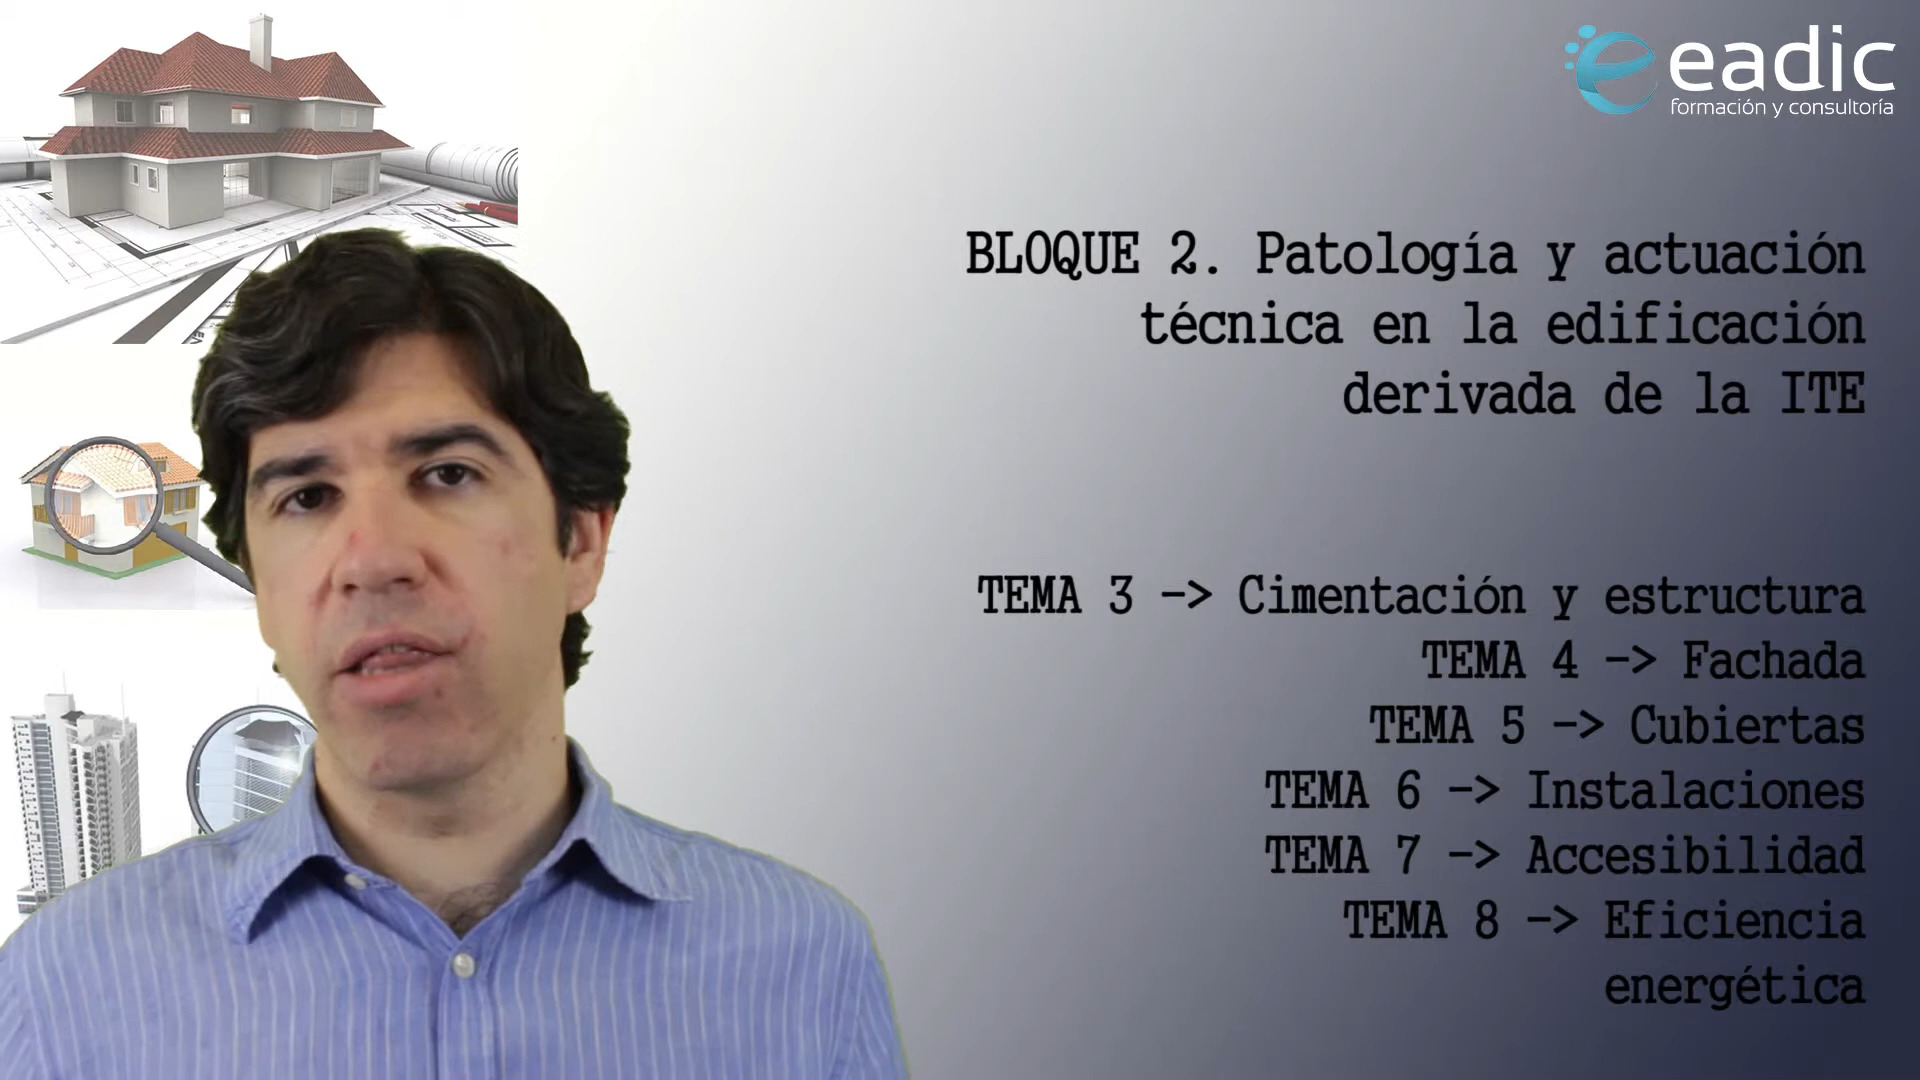 eadic
formación y consultoría
BLOQUE 2. Patología y actuación
técnica en la edificación
derivada de la ITE
TEMA 3 -> Cimentación y estructura
TEMA 4 -> Fachada
TEMA 5 -> Cubiertas
TEMA 6 -> Instalaciones
TEMA 7 -> Accesibilidad
TEMA 8 -> Eficiencia
energética